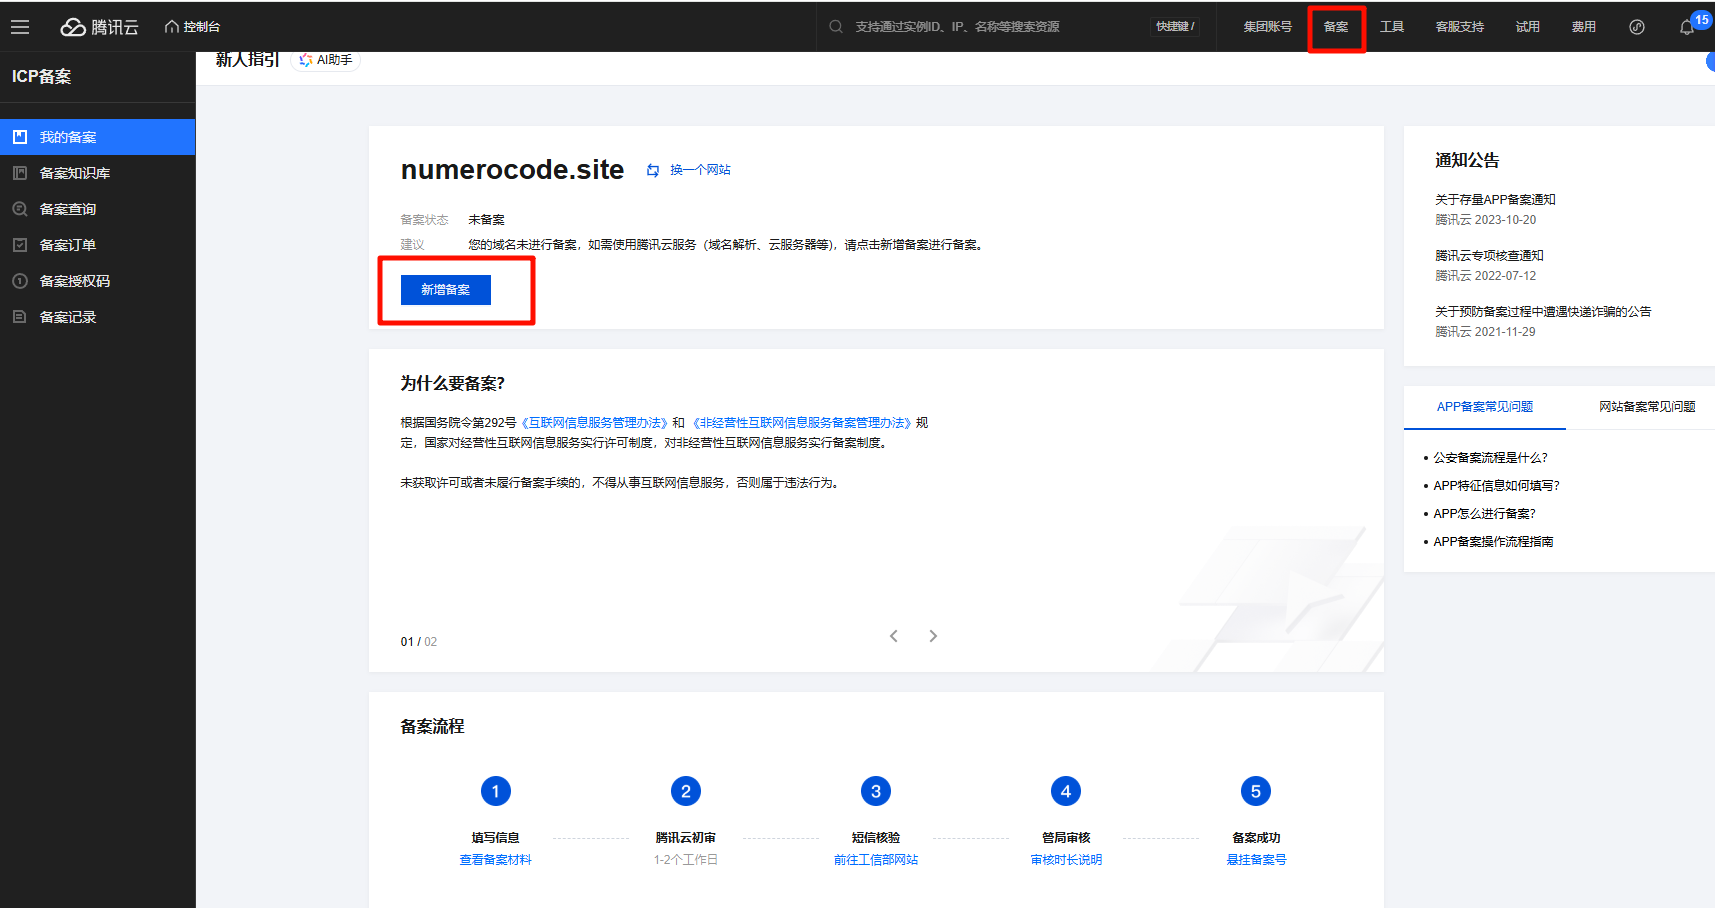 腾讯云
控制台
支持通过实例ID、IP、名称等搜索资源
快捷键 /
集团账号
备案
工具
客服支持
试用
费用
15
ICP备案
新人指引
AI助手
我的备案
备案知识库
备案查询
备案订单
备案授权码
备案记录
numerocode.site
换一个网站
备案状态 未备案
建议 您的域名未进行备案，如需使用腾讯云服务（域名解析、云服务器等)，请点击新增备案进行备案。
新增备案
为什么要备案？
根据国务院令第292号《互联网信息服务管理办法》和 《非经营性互联网信息服务备案管理办法》规
定，国家对经营性互联网信息服务实行许可制度，对非经营性互联网信息服务实行备案制度。
未获取许可或者未履行备案手续的，不得从事互联网信息服务，否则属于违法行为。
01 / 02
备案流程
1
填写信息
查看备案材料
2
腾讯云初审
1-2个工作日
3
短信核验
前往工信部网站
4
管局审核
审核时长说明
5
备案成功
悬挂备案号
通知公告
关于存量APP备案通知
腾讯云 2023-10-20
腾讯云专项核查通知
腾讯云 2022-07-12
关于预防备案过程中遭遇快递诈骗的公告
腾讯云 2021-11-29
APP备案常见问题
网站备案常见问题
• 公安备案流程是什么？
• APP特征信息如何填写？
• APP怎么进行备案？
• APP备案操作流程指南